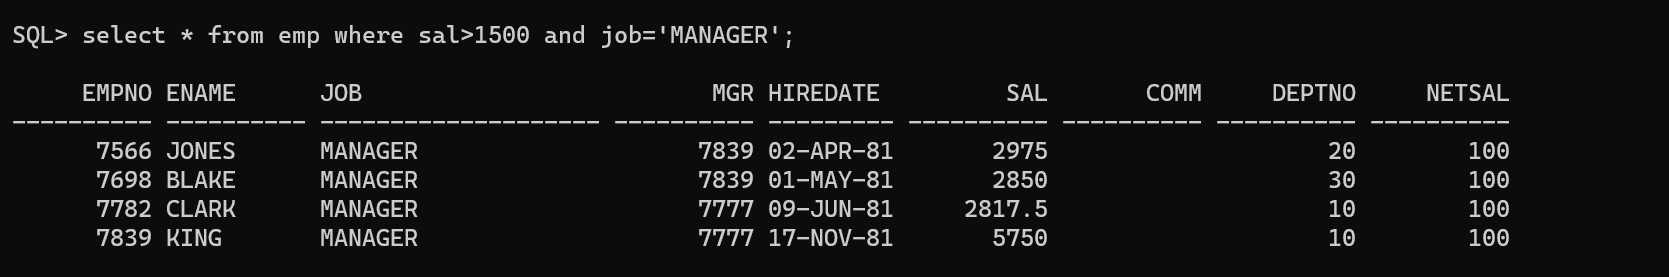 SQL> select * from emp where sal>1500 and job='MANAGER';
     EMPNO ENAME      JOB                         MGR HIREDATE         SAL       COMM     DEPTNO     NETSAL
---------- ---------- -------------------- ---------- --------- ---------- ---------- ---------- ----------
      7566 JONES      MANAGER                    7839 02-APR-81       2975                    20        100
      7698 BLAKE      MANAGER                    7839 01-MAY-81       2850                    30        100
      7782 CLARK      MANAGER                    7777 09-JUN-81     2817.5                    10        100
      7839 KING       MANAGER                    7777 17-NOV-81       5750                    10        100